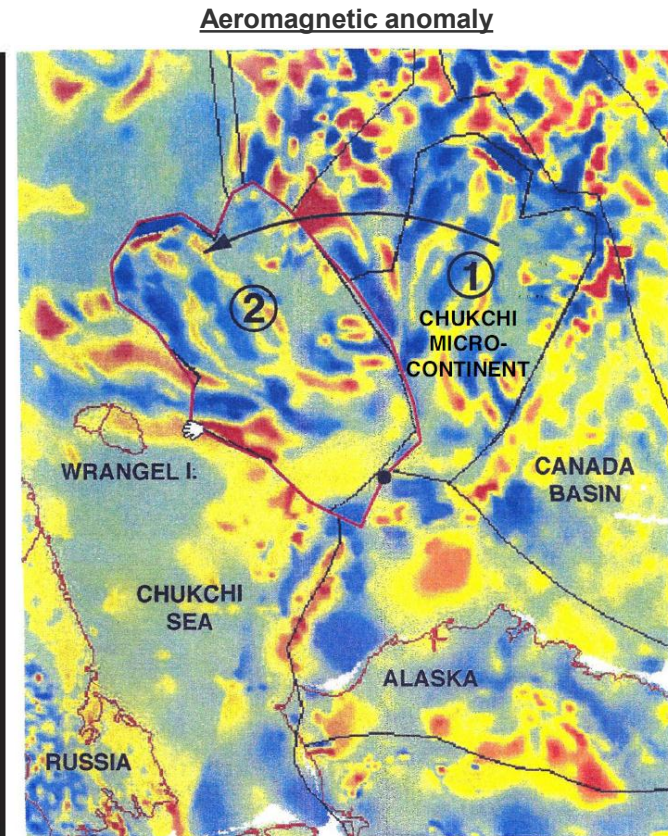 Aeromagnetic anomaly
1
CHUKCHI
MICRO-
CONTINENT
2
WRANGEL I.
CANADA
BASIN
CHUKCHI
SEA
ALASKA
RUSSIA